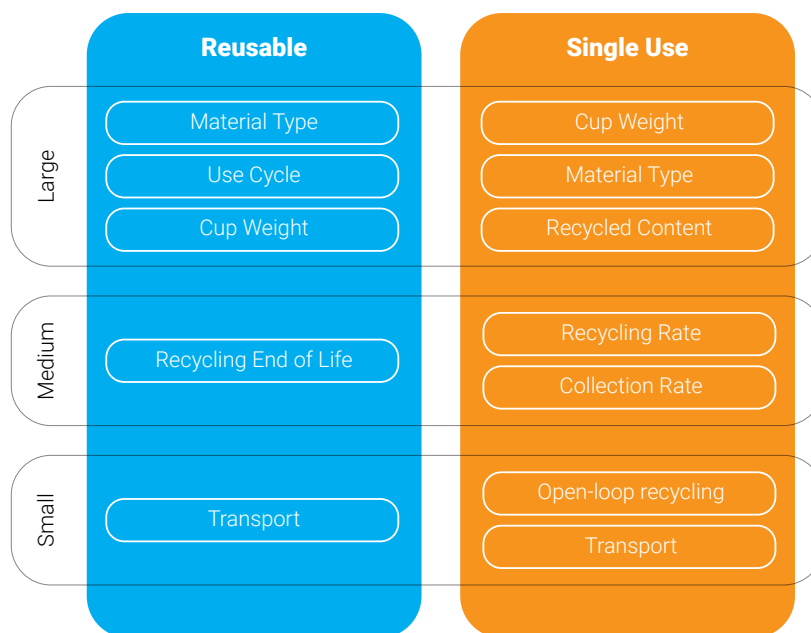 Reusable
Single Use
Large
Material Type
Use Cycle
Cup Weight
Cup Weight
Material Type
Recycled Content
Medium
Recycling End of Life
Recycling Rate
Collection Rate
Small
Transport
Open-loop recycling
Transport